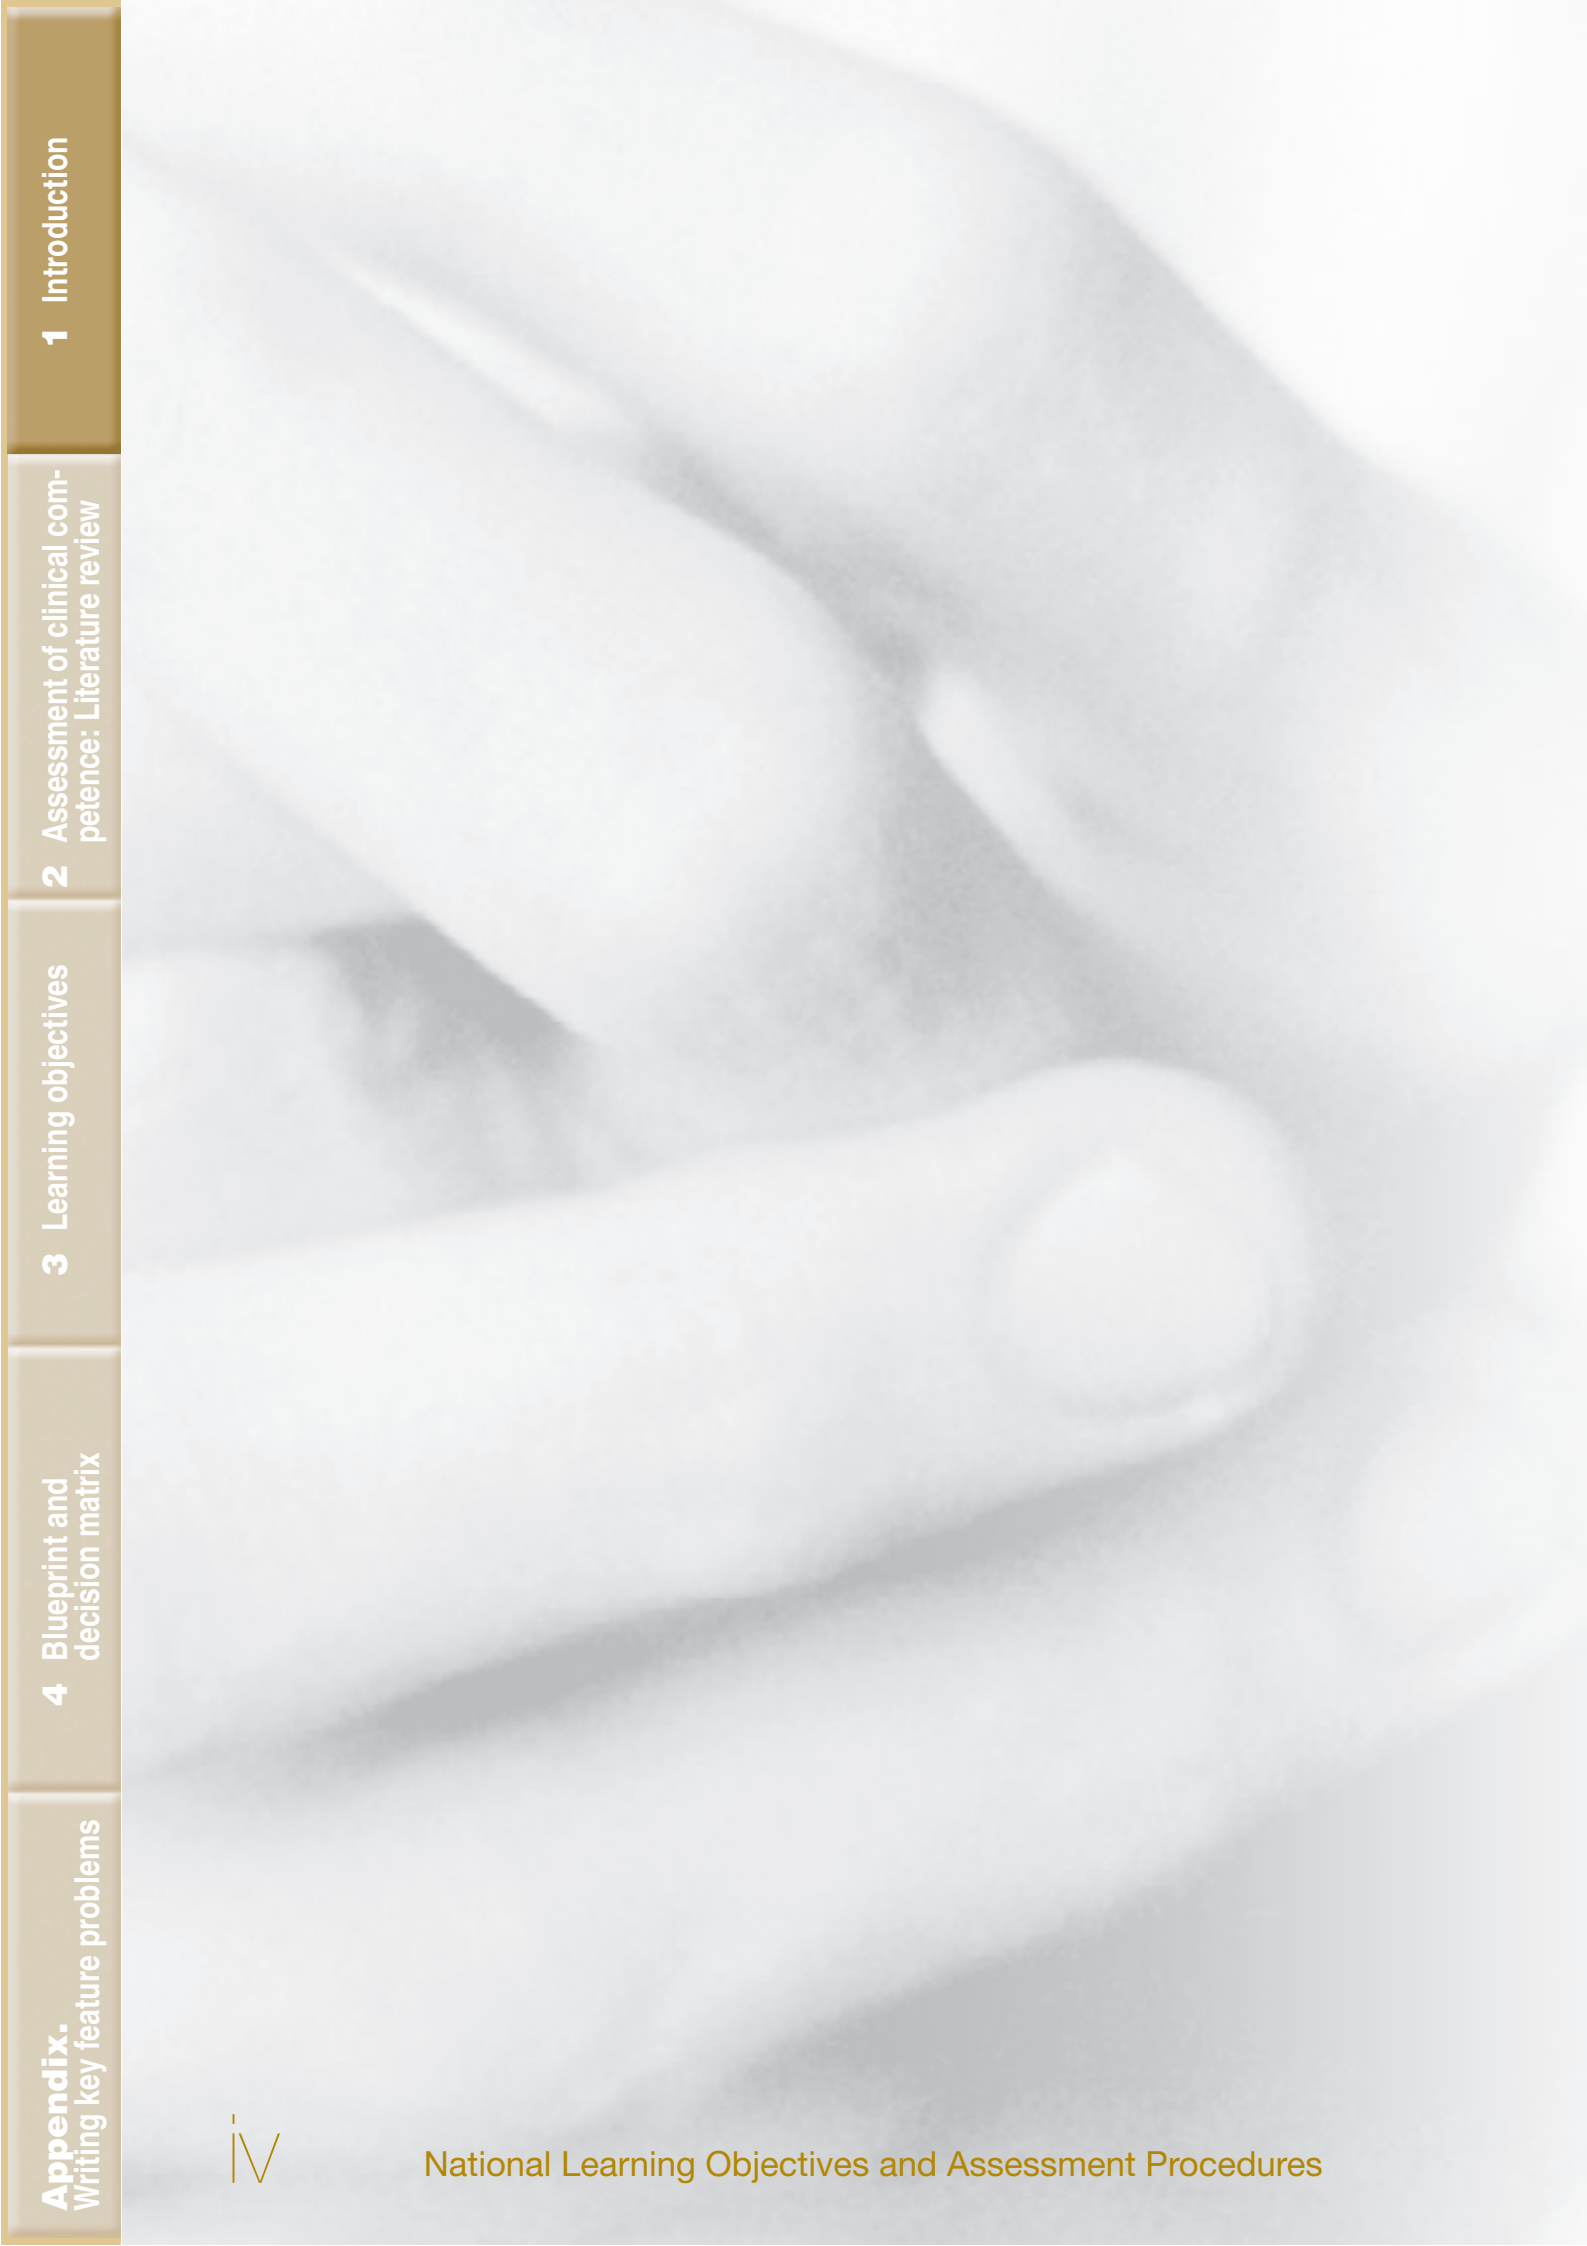 1 Introduction
2 Assessment of clinical com-
petence: Literature review
3 Learning objectives
4 Blueprint and
decision matrix
Appendix.
Writing key feature problems
iv
National Learning Objectives and Assessment Procedures